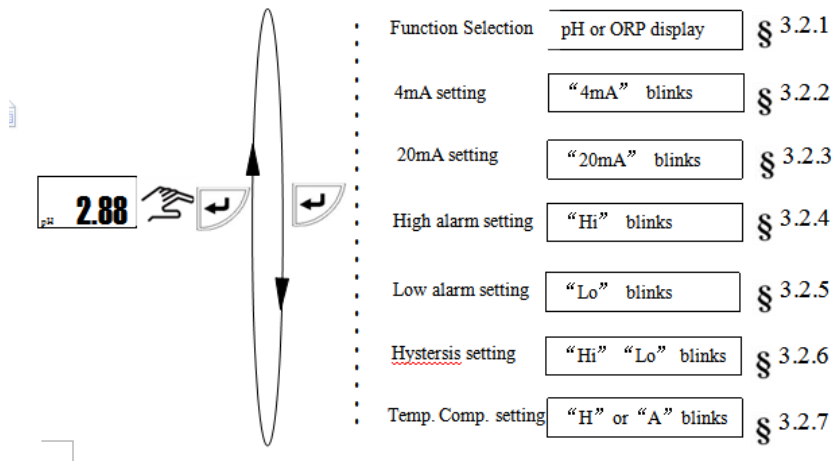 Function Selection pH or ORP display § 3.2.1
4mA setting “4mA” blinks § 3.2.2
20mA setting “20mA” blinks § 3.2.3
pH 2.88
High alarm setting “Hi” blinks § 3.2.4
Low alarm setting “Lo” blinks § 3.2.5
Hystersis setting “Hi” “Lo” blinks § 3.2.6
Temp. Comp. setting “H” or “A” blinks § 3.2.7